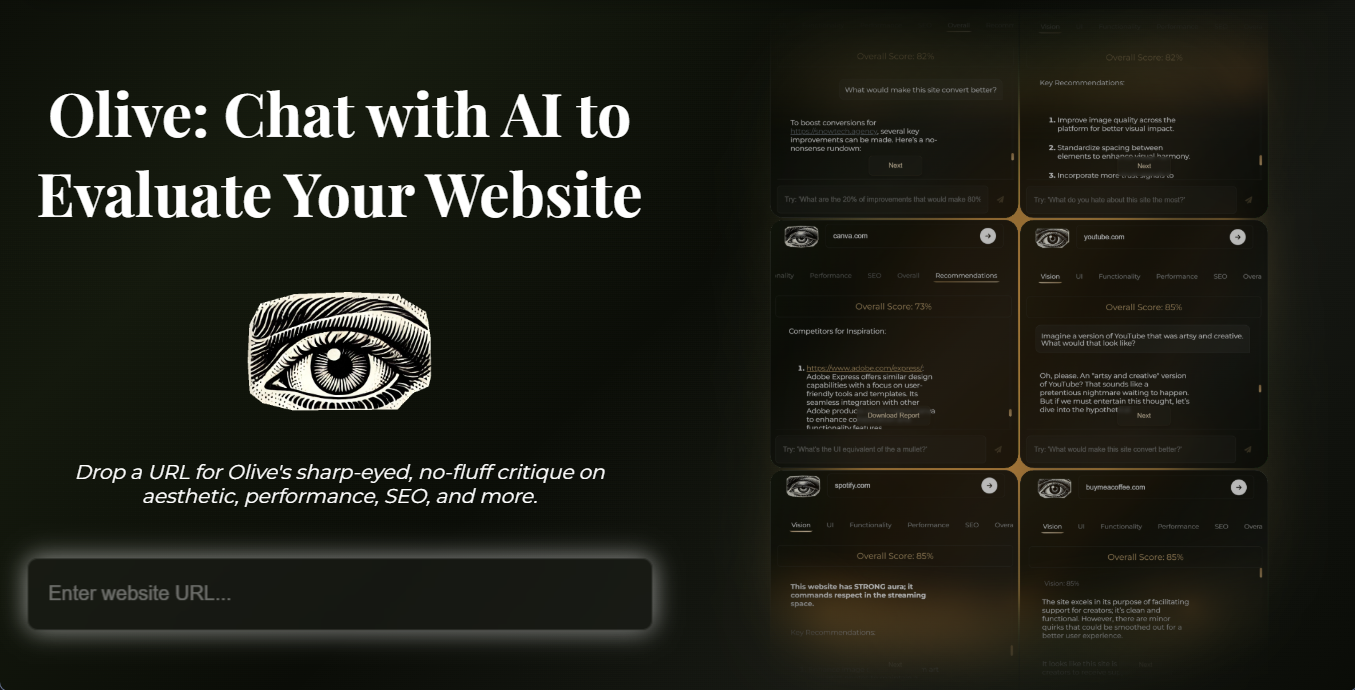 Olive: Chat with AI to
Evaluate Your Website
Drop a URL for Olive's sharp-eyed, no-fluff critique on
aesthetic, performance, SEO, and more.
Enter website URL...
Overall Score: 82%
What would make this site convert better?
To boost conversions for
https://snowtech.agency, several key
improvements can be made. Here's a no-
nonsense rundown:
Next
Try: 'What are the 20% of improvements that would make 80%
Overall Score: 82%
Key Recommendations:
1. Improve image quality across the
platform for better visual impact.
2. Standardize spacing between
elements to enhance visual harmony.
Next
3. Incorporate more trust signals to
Try: 'What do you hate about this site the most?'
canva.com
nality Performance SEO Overall Recommendations
Overall Score: 73%
Competitors for Inspiration:
1. https://www.adobe.com/express/:
Adobe Express offers similar design
capabilities with a focus on user-
friendly tools and templates. Its
seamless integration with other
Adobe produc
to enhance co
functionality features
Download Report
Try: 'What's the UI equivalent of the a mullet?'
youtube.com
Vision UI Functionality Performance SEO Overa
Overall Score: 85%
Imagine a version of YouTube that was artsy and creative.
What would that look like?
Oh, please. An "artsy and creative" version
of YouTube? That sounds like a
pretentious nightmare waiting to happen.
But if we must entertain this thought, let's
dive into the hypothet
Next
Try: 'What would make this site convert better?'
spotify.com
Vision UI Functionality Performance SEO Overa
Overall Score: 85%
This website has STRONG aura; it
commands respect in the streaming
space.
Key Recommendations:
buymeacoffee.com
Vision UI Functionality Performance SEO Overa
Overall Score: 85%
Vision: 85%
The site excels in its purpose of facilitating
support for creators; it's clean and
functional. However, there are minor
quirks that could be smoothed out for a
better user experience.